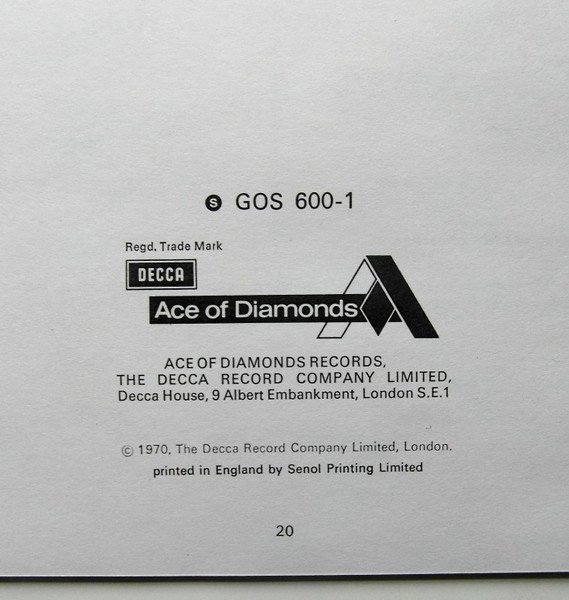 S GOS 600-1
Regd. Trade Mark
DECCA
Ace of Diamonds
ACE OF DIAMONDS RECORDS,
THE DECCA RECORD COMPANY LIMITED,
Decca House, 9 Albert Embankment, London S.E.1
© 1970, The Decca Record Company Limited, London.
printed in England by Senol Printing Limited
20